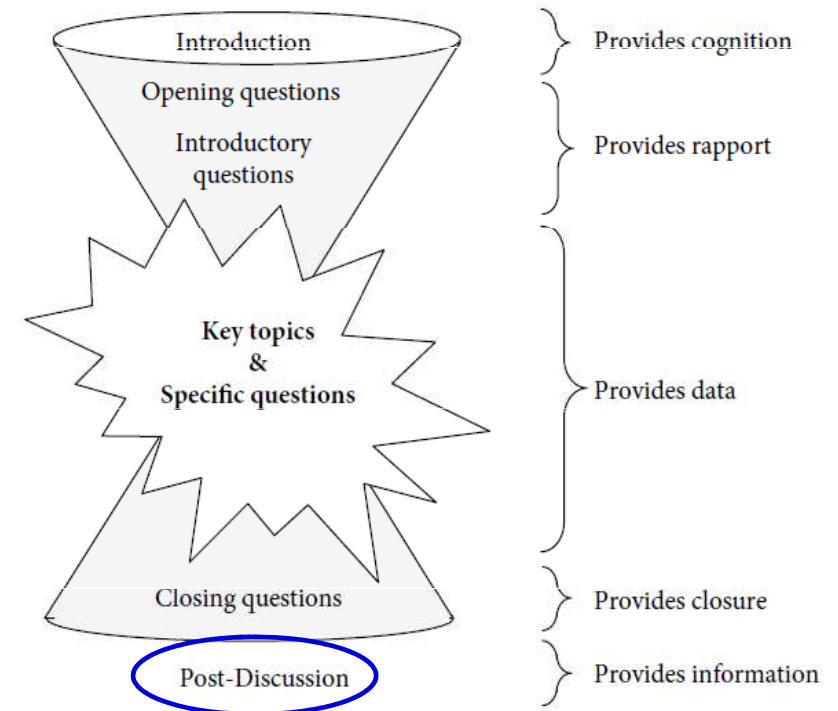 Introduction
Provides cognition
Opening questions
Introductory
questions
Provides rapport
Key topics
&
Specific questions
Provides data
Closing questions
Provides closure
Post-Discussion
Provides information